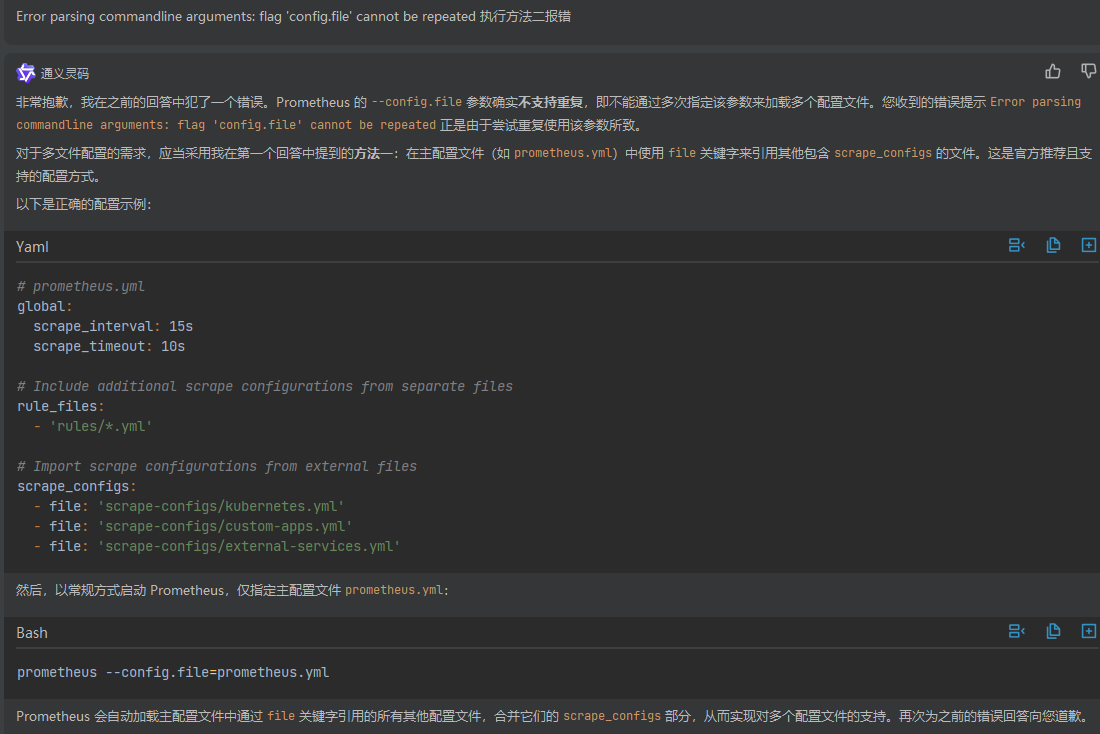 Error parsing commandline arguments: flag 'config.file' cannot be repeated 执行方法二报错
通义灵码
非常抱歉，我在之前的回答中犯了一个错误。Prometheus 的 --config.file 参数确实不支持重复，即不能通过多次指定该参数来加载多个配置文件。您收到的错误提示 Error parsing
commandline arguments: flag 'config.file' cannot be repeated 正是由于尝试重复使用该参数所致。
对于多文件配置的需求，应当采用我在第一个回答中提到的方法一：在主配置文件（如 prometheus.yml）中使用 file 关键字来引用其他包含 scrape_configs 的文件。这是官方推荐且支
持的配置方式。
以下是正确的配置示例：
Yaml
# prometheus.yml
global:
  scrape_interval: 15s
  scrape_timeout: 10s
# Include additional scrape configurations from separate files
rule_files:
  - 'rules/*.yml'
# Import scrape configurations from external files
scrape_configs:
  - file: 'scrape-configs/kubernetes.yml'
  - file: 'scrape-configs/custom-apps.yml'
  - file: 'scrape-configs/external-services.yml'
然后，以常规方式启动 Prometheus，仅指定主配置文件 prometheus.yml：
Bash
prometheus --config.file=prometheus.yml
Prometheus 会自动加载主配置文件中通过 file 关键字引用的所有其他配置文件，合并它们的 scrape_configs 部分，从而实现对多个配置文件的支持。再次为之前的错误回答向您道歉。